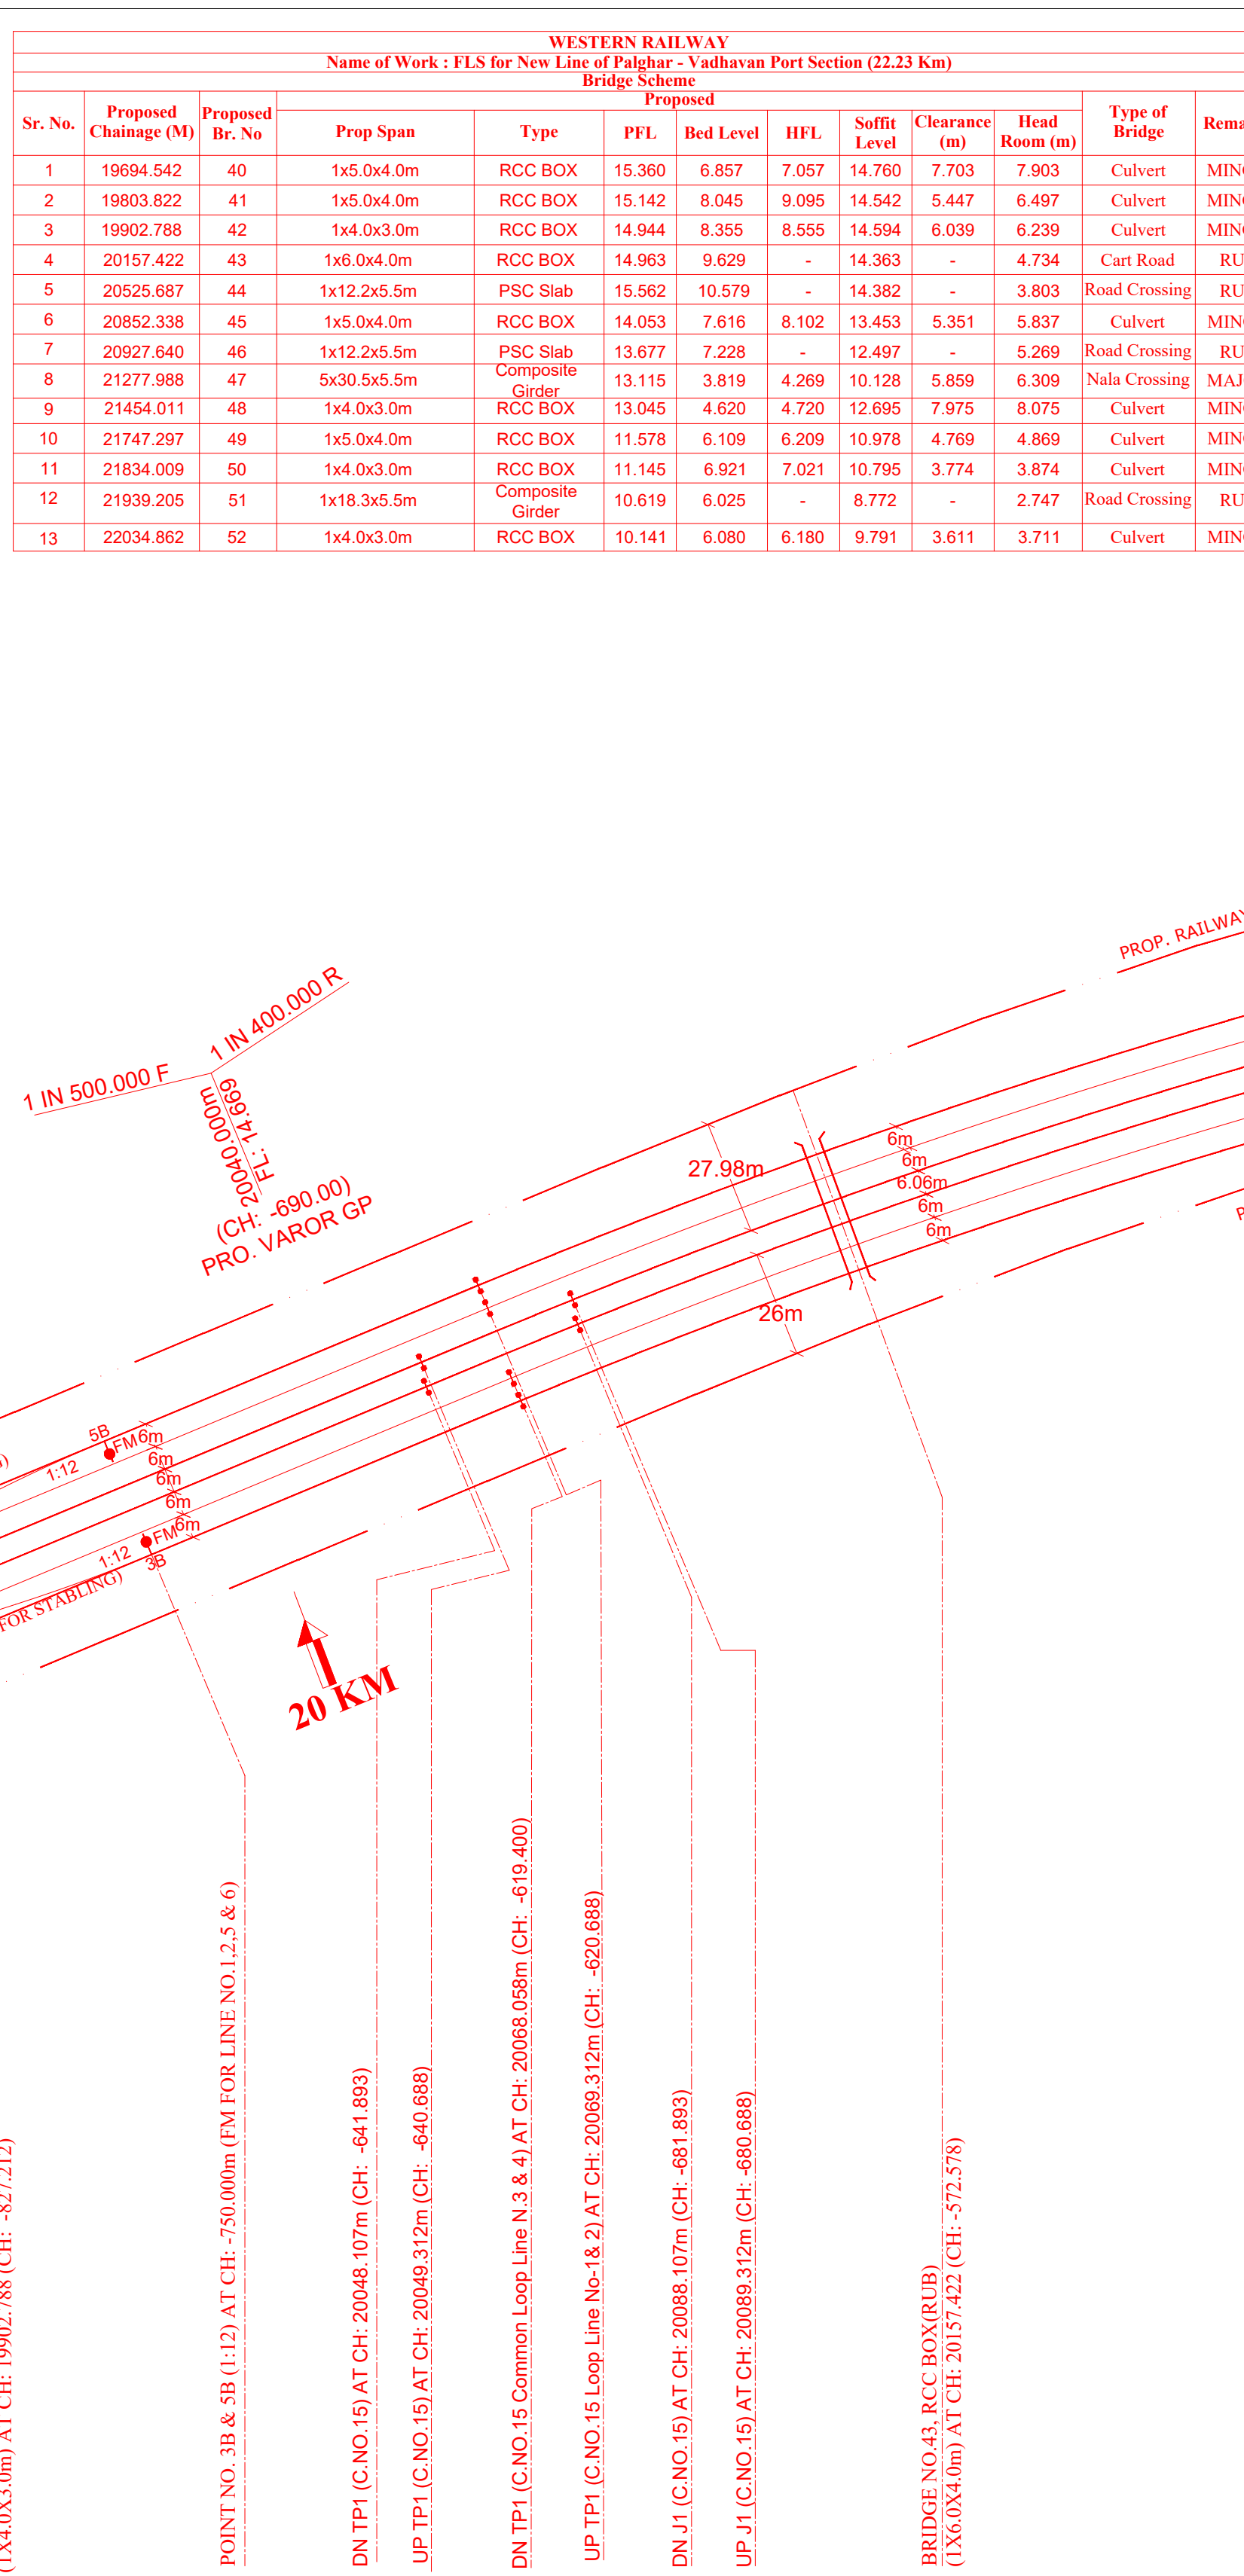 WESTERN RAILWAY
Name of Work : FLS for New Line of Palghar - Vadhavan Port Section (22.23 Km)
Bridge Scheme
Sr. No. Proposed Chainage (M) Proposed Br. No Proposed Type of Bridge
Prop Span Type PFL Bed Level HFL Soffit Level Clearance (m) Head Room (m)
1 19694.542 40 1x5.0x4.0m RCC BOX 15.360 6.857 7.057 14.760 7.703 7.903 Culvert
2 19803.822 41 1x5.0x4.0m RCC BOX 15.142 8.045 9.095 14.542 5.447 6.497 Culvert
3 19902.788 42 1x4.0x3.0m RCC BOX 14.944 8.355 8.555 14.594 6.039 6.239 Culvert
4 20157.422 43 1x6.0x4.0m RCC BOX 14.963 9.629 - 14.363 - 4.734 Cart Road
5 20525.687 44 1x12.2x5.5m PSC Slab 15.562 10.579 - 14.382 - 3.803 Road Crossing
6 20852.338 45 1x5.0x4.0m RCC BOX 14.053 7.616 8.102 13.453 5.351 5.837 Culvert
7 20927.640 46 1x12.2x5.5m PSC Slab 13.677 7.228 - 12.497 - 5.269 Road Crossing
8 21277.988 47 5x30.5x5.5m Composite Girder 13.115 3.819 4.269 10.128 5.859 6.309 Nala Crossing
9 21454.011 48 1x4.0x3.0m RCC BOX 13.045 4.620 4.720 12.695 7.975 8.075 Culvert
10 21747.297 49 1x5.0x4.0m RCC BOX 11.578 6.109 6.209 10.978 4.769 4.869 Culvert
11 21834.009 50 1x4.0x3.0m RCC BOX 11.145 6.921 7.021 10.795 3.774 3.874 Culvert
12 21939.205 51 1x18.3x5.5m Composite Girder 10.619 6.025 - 8.772 - 2.747 Road Crossing
13 22034.862 52 1x4.0x3.0m RCC BOX 10.141 6.080 6.180 9.791 3.611 3.711 Culvert
PROP. RAILWAY
1 IN 500.000 F
1 IN 400.000 R
20040.000m
FL: 14.669
(CH: -690.00)
PRO. VAROR GP
27.98m
6m
6m
6.06m
6m
6m
26m
5B
FM
1:12
6m
6m
6m
6m
6m
FM
1:12
3B
FOR STABLING)
20 KM
(1X4.0X3.0m) AT CH: 19902.788 (CH: -827.212)
POINT NO. 3B & 5B (1:12) AT CH: -750.000m (FM FOR LINE NO.1,2,5 & 6)
DN TP1 (C.NO.15) AT CH: 20048.107m (CH: -641.893)
UP TP1 (C.NO.15) AT CH: 20049.312m (CH: -640.688)
DN TP1 (C.NO.15 Common Loop Line N.3 & 4) AT CH: 20068.058m (CH: -619.400)
UP TP1 (C.NO.15 Loop Line No-1& 2) AT CH: 20069.312m (CH: -620.688)
DN J1 (C.NO.15) AT CH: 20088.107m (CH: -681.893)
UP J1 (C.NO.15) AT CH: 20089.312m (CH: -680.688)
BRIDGE NO.43, RCC BOX(RUB)
(1X6.0X4.0m) AT CH: 20157.422 (CH: -572.578)